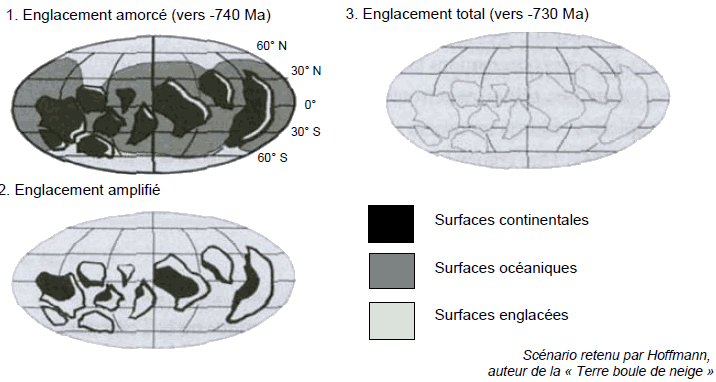 1. Englacement amorcé (vers -740 Ma)
60° N
30° N
0°
30° S
60° S
2. Englacement amplifié
3. Englacement total (vers -730 Ma)
Surfaces continentales
Surfaces océaniques
Surfaces englacées
Scénario retenu par Hoffmann,
auteur de la « Terre boule de neige »